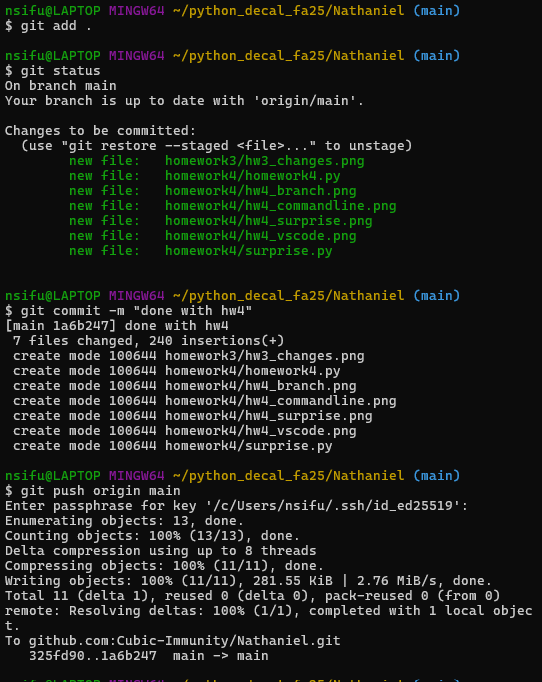 nsifu@LAPTOP MINGW64 ~/python_decal_fa25/Nathaniel (main)
$ git add .
nsifu@LAPTOP MINGW64 ~/python_decal_fa25/Nathaniel (main)
$ git status
On branch main
Your branch is up to date with 'origin/main'.
Changes to be committed:
  (use "git restore --staged <file>..." to unstage)
        new file:   homework3/hw3_changes.png
        new file:   homework4/homework4.py
        new file:   homework4/hw4_branch.png
        new file:   homework4/hw4_commandline.png
        new file:   homework4/hw4_surprise.png
        new file:   homework4/hw4_vscode.png
        new file:   homework4/surprise.py
nsifu@LAPTOP MINGW64 ~/python_decal_fa25/Nathaniel (main)
$ git commit -m "done with hw4"
[main 1a6b247] done with hw4
 7 files changed, 240 insertions(+)
 create mode 100644 homework3/hw3_changes.png
 create mode 100644 homework4/homework4.py
 create mode 100644 homework4/hw4_branch.png
 create mode 100644 homework4/hw4_commandline.png
 create mode 100644 homework4/hw4_surprise.png
 create mode 100644 homework4/hw4_vscode.png
 create mode 100644 homework4/surprise.py
nsifu@LAPTOP MINGW64 ~/python_decal_fa25/Nathaniel (main)
$ git push origin main
Enter passphrase for key '/c/Users/nsifu/.ssh/id_ed25519':
Enumerating objects: 13, done.
Counting objects: 100% (13/13), done.
Delta compression using up to 8 threads
Compressing objects: 100% (11/11), done.
Writing objects: 100% (11/11), 281.55 KiB | 2.76 MiB/s, done.
Total 11 (delta 1), reused 0 (delta 0), pack-reused 0 (from 0)
remote: Resolving deltas: 100% (1/1), completed with 1 local objec
t.
To github.com:Cubic-Immunity/Nathaniel.git
   325fd90..1a6b247  main -> main